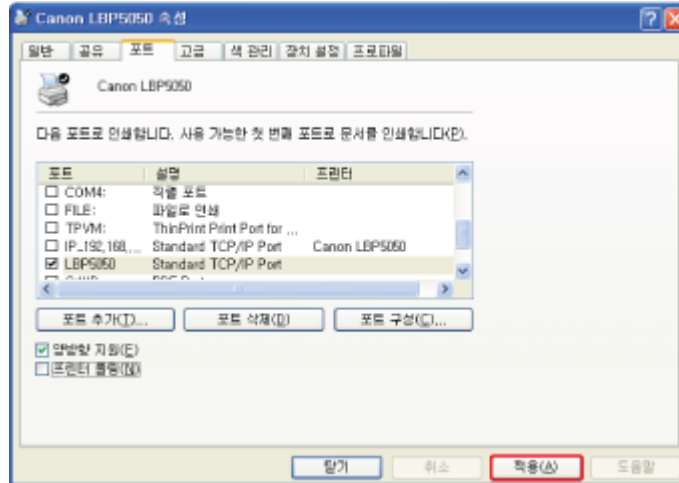 Canon LBP5050 속성
일반 공유 포트 고급 색 관리 장치 설정 프로파일
Canon LBP5050
다음 포트로 인쇄합니다. 사용 가능한 첫 번째 포트로 문서를 인쇄합니다(P).
포트 설명 프린터
COM4: 직렬 포트
FILE: 파일로 인쇄
TPVM: ThinPrint Print Port for ...
IP_192,168,... Standard TCP/IP Port Canon LBP5050
LBP5050 Standard TCP/IP Port
포트 추가(T)... 포트 삭제(D) 포트 구성(C)...
양방향 지원(E)
프린터 풀링(N)
닫기 취소 적용(A) 도움말